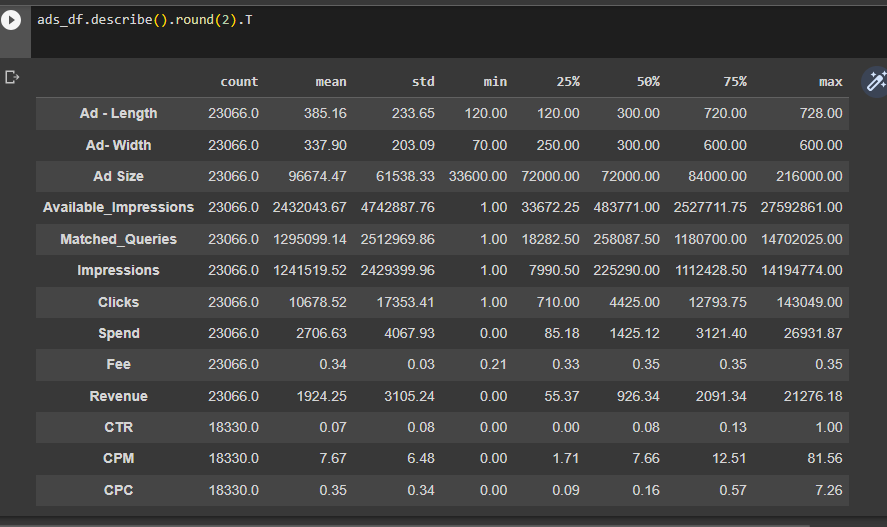 ads_df.describe().round(2).T
count mean std min 25% 50% 75% max
Ad - Length 23066.0 385.16 233.65 120.00 120.00 300.00 720.00 728.00
Ad- Width 23066.0 337.90 203.09 70.00 250.00 300.00 600.00 600.00
Ad Size 23066.0 96674.47 61538.33 33600.00 72000.00 72000.00 84000.00 216000.00
Available_Impressions 23066.0 2432043.67 4742887.76 1.00 33672.25 483771.00 2527711.75 27592861.00
Matched_Queries 23066.0 1295099.14 2512969.86 1.00 18282.50 258087.50 1180700.00 14702025.00
Impressions 23066.0 1241519.52 2429399.96 1.00 7990.50 225290.00 1112428.50 14194774.00
Clicks 23066.0 10678.52 17353.41 1.00 710.00 4425.00 12793.75 143049.00
Spend 23066.0 2706.63 4067.93 0.00 85.18 1425.12 3121.40 26931.87
Fee 23066.0 0.34 0.03 0.21 0.33 0.35 0.35 0.35
Revenue 23066.0 1924.25 3105.24 0.00 55.37 926.34 2091.34 21276.18
CTR 18330.0 0.07 0.08 0.00 0.00 0.08 0.13 1.00
CPM 18330.0 7.67 6.48 0.00 1.71 7.66 12.51 81.56
CPC 18330.0 0.35 0.34 0.00 0.09 0.16 0.57 7.26